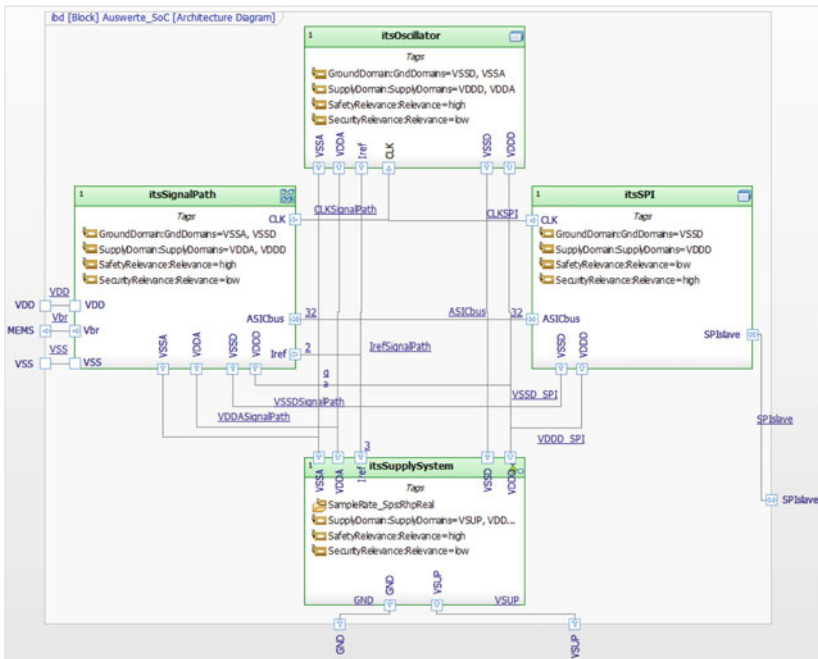 ibd [Block] Auswerte_SoC [Architecture Diagram]
1 itsOscillator
Tags
GroundDomain:GndDomains=VSSD, VSSA
SupplyDomain:SupplyDomains=VDDD, VDDA
SafetyRelevance:Relevance=high
SecurityRelevance:Relevance=low
VSSA VDDA Iref CLK VSSD VDDD
1 itsSignalPath
Tags
CLK
GroundDomain:GndDomains=VSSA, VSSD
SupplyDomain:SupplyDomains=VDDA, VDDD
SafetyRelevance:Relevance=high
SecurityRelevance:Relevance=low
CLKSignalPath
CLKSPI
1 itsSPI
Tags
CLK
GroundDomain:GndDomains=VSSD
SupplyDomain:SupplyDomains=VDDD
SafetyRelevance:Relevance=low
SecurityRelevance:Relevance=high
VDD VDD VDD
MEMS Vbr Vbr
VSS VSS VSS
ASICbus 32
ASICbus 32 ASICbus
Iref 2
IrefSignalPath
SPIslave
VSSA VDDA VSSD VDDD
VSSD VDDD
VSSDSignalPath
VSSD_SPI
VDDASignalPath
VDDD_SPI
SPIslave
SPIslave
3
1 itsSupplySystem
VSSA VDDA Iref VSSD VDDD
Tags
SampleRate_Sps:RhpReal
SupplyDomain:SupplyDomains=VSUP, VDD...
SafetyRelevance:Relevance=high
SecurityRelevance:Relevance=low
GND VSUP
GND VSUP
GND VSUP